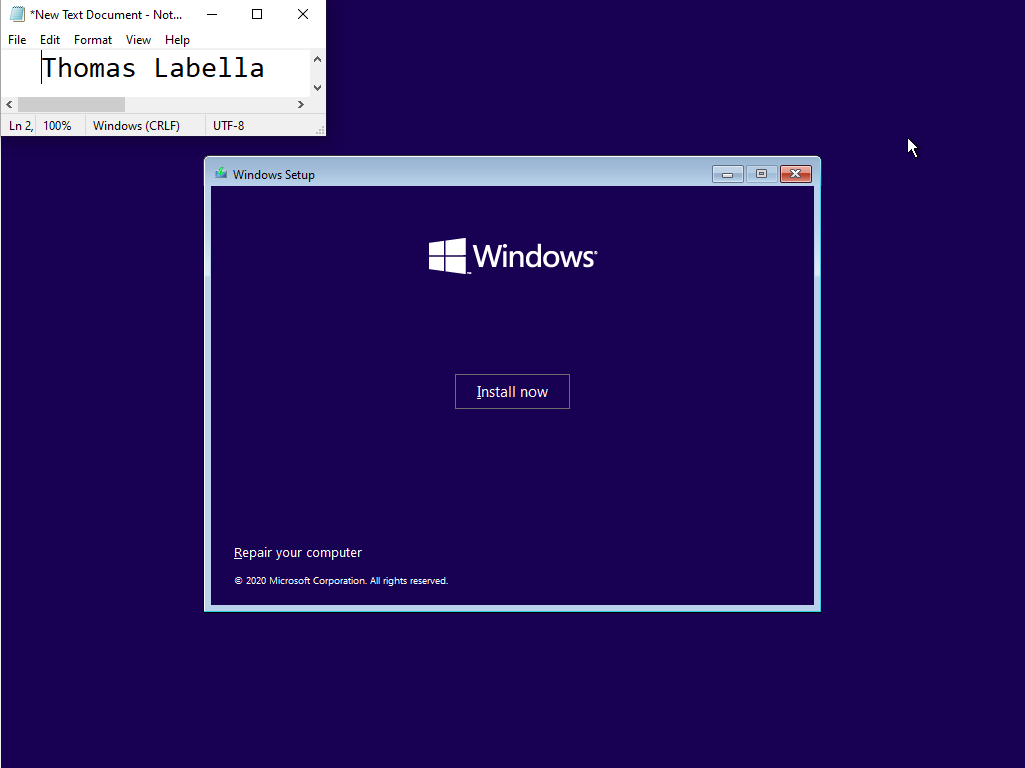 *New Text Document - Not...
File Edit Format View Help
Thomas Labella
Ln 2, 100% Windows (CRLF) UTF-8
Windows Setup
Windows
Install now
Repair your computer
© 2020 Microsoft Corporation. All rights reserved.